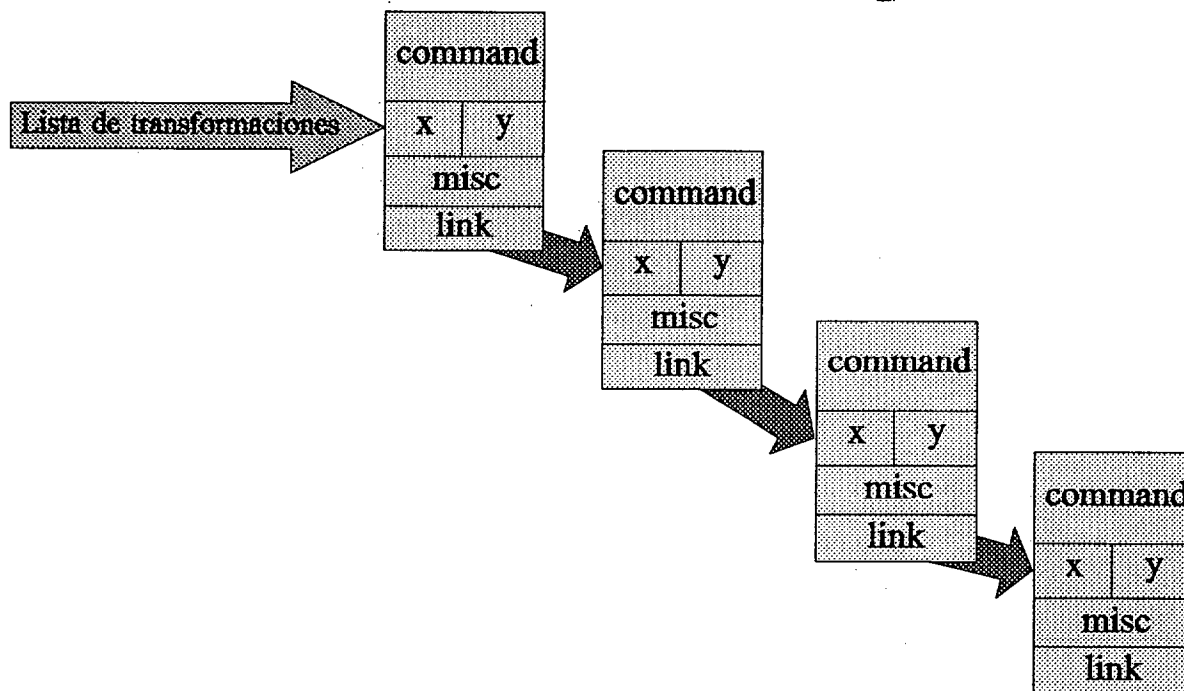 Lista de transformaciones
command
x y
misc
link
command
x y
misc
link
command
x y
misc
link
command
x y
misc
link